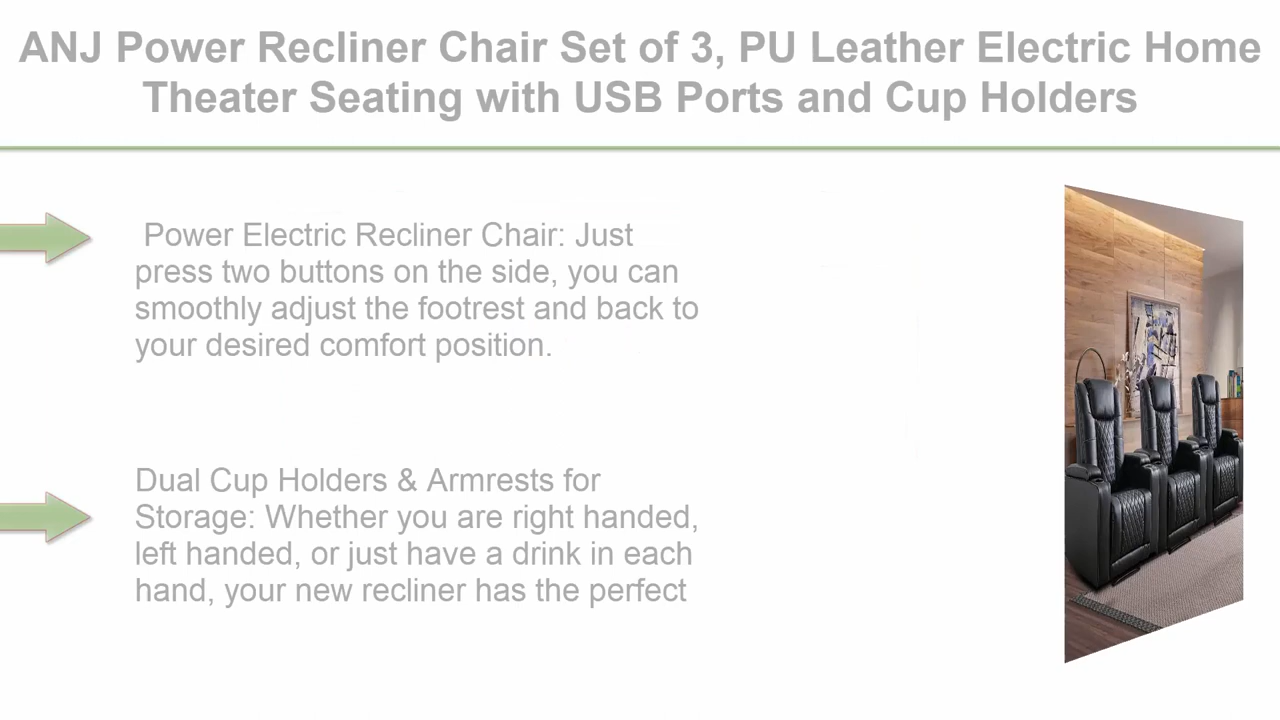 ANJ Power Recliner Chair Set of 3, PU Leather Electric Home
Theater Seating with USB Ports and Cup Holders
Power Electric Recliner Chair: Just
press two buttons on the side, you can
smoothly adjust the footrest and back to
your desired comfort position.
Dual Cup Holders & Armrests for
Storage: Whether you are right handed,
left handed, or just have a drink in each
hand, your new recliner has the perfect